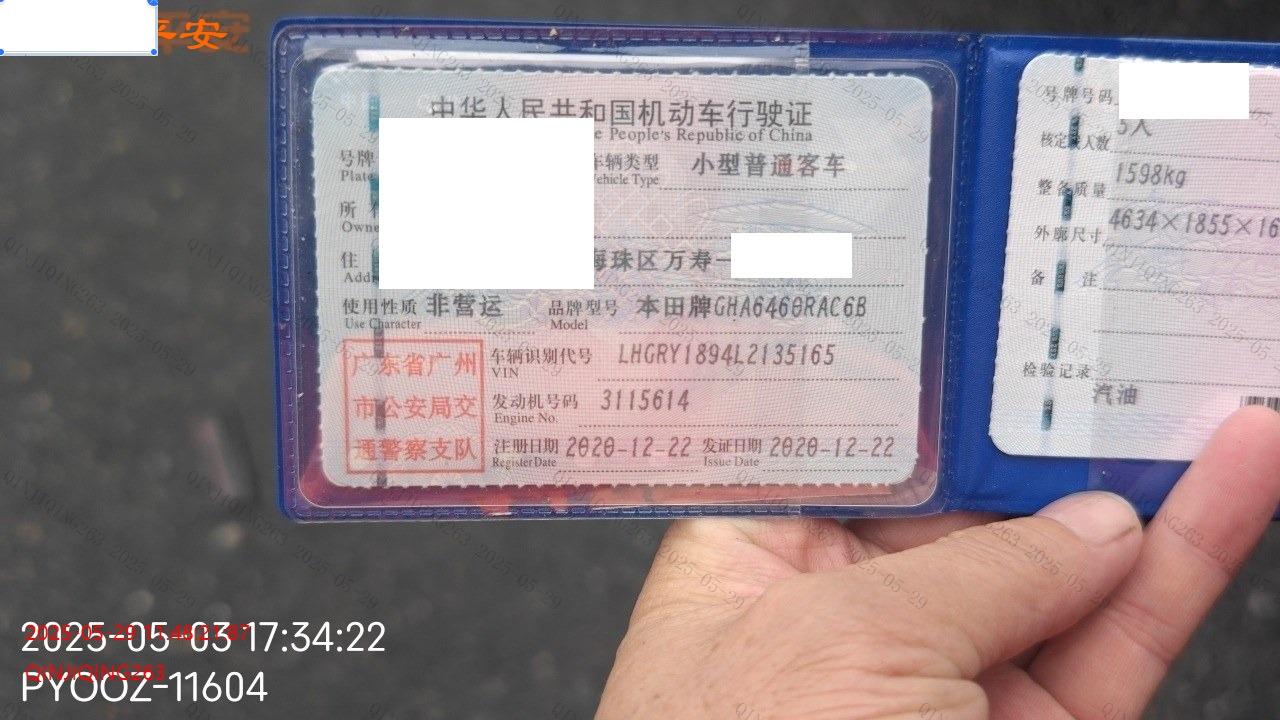 平安
中华人民共和国机动车行驶证
e People's Republic of China
号牌
Plate
车辆类型 小型普通客车
Vehicle Type
所
Owne
住 海珠区万寿一
Addr
使用性质 非营运 品牌型号 本田牌GHA6460RAC6B
Use Character Model
广东省广州
市公安局交
通警察支队
车辆识别代号 LHGRY1894L2135165
VIN
发动机号码 3115614
Engine No.
注册日期 2020-12-22 发证日期 2020-12-22
Register Date Issue Date
号牌号码
核定载人数 5人
整备质量 1598kg
外廓尺寸 4634×1855×16
备 注
检验记录
汽油
2025-05-03 17:34:22
PYOOZ-11604
QINJIQING263
QINJIQING263 2025-05-29